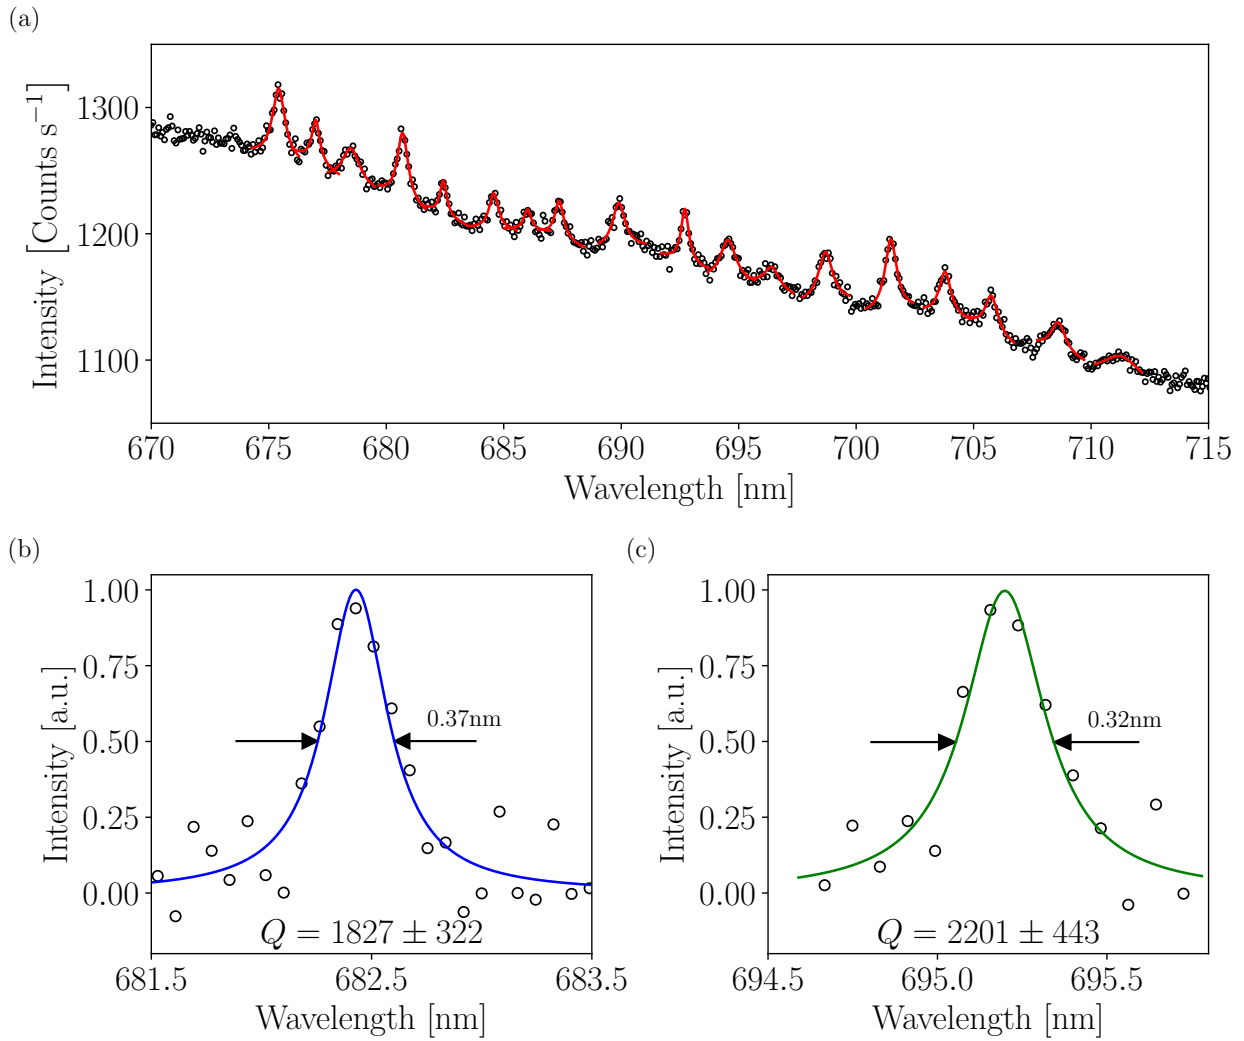 (a)
Intensity [Counts s⁻¹]
1300
1200
1100
670 675 680 685 690 695 700 705 710 715
Wavelength [nm]
(b)
Intensity [a.u.]
1.00
0.75
0.50
0.25
0.00
0.37nm
Q = 1827 ± 322
681.5 682.5 683.5
Wavelength [nm]
(c)
Intensity [a.u.]
1.00
0.75
0.50
0.25
0.00
0.32nm
Q = 2201 ± 443
694.5 695.0 695.5
Wavelength [nm]